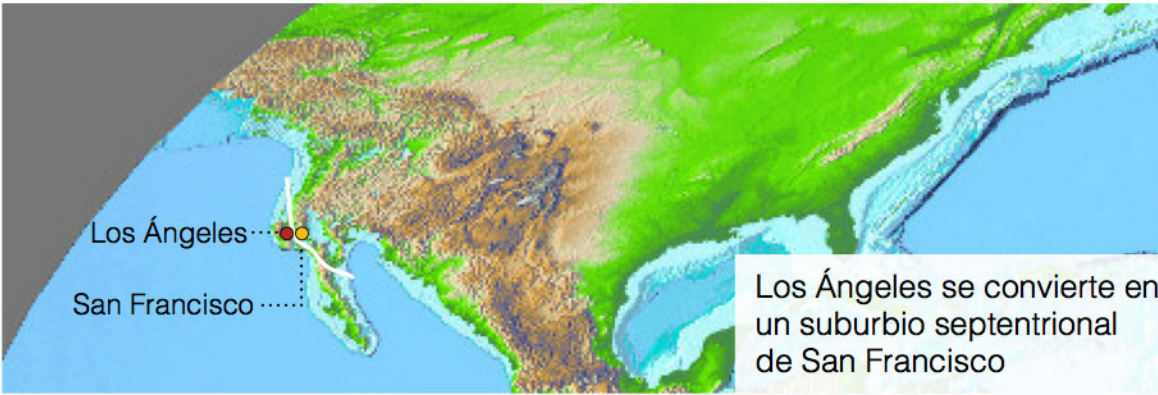 Los Ángeles
San Francisco
Los Ángeles se convierte en
un suburbio septentrional
de San Francisco